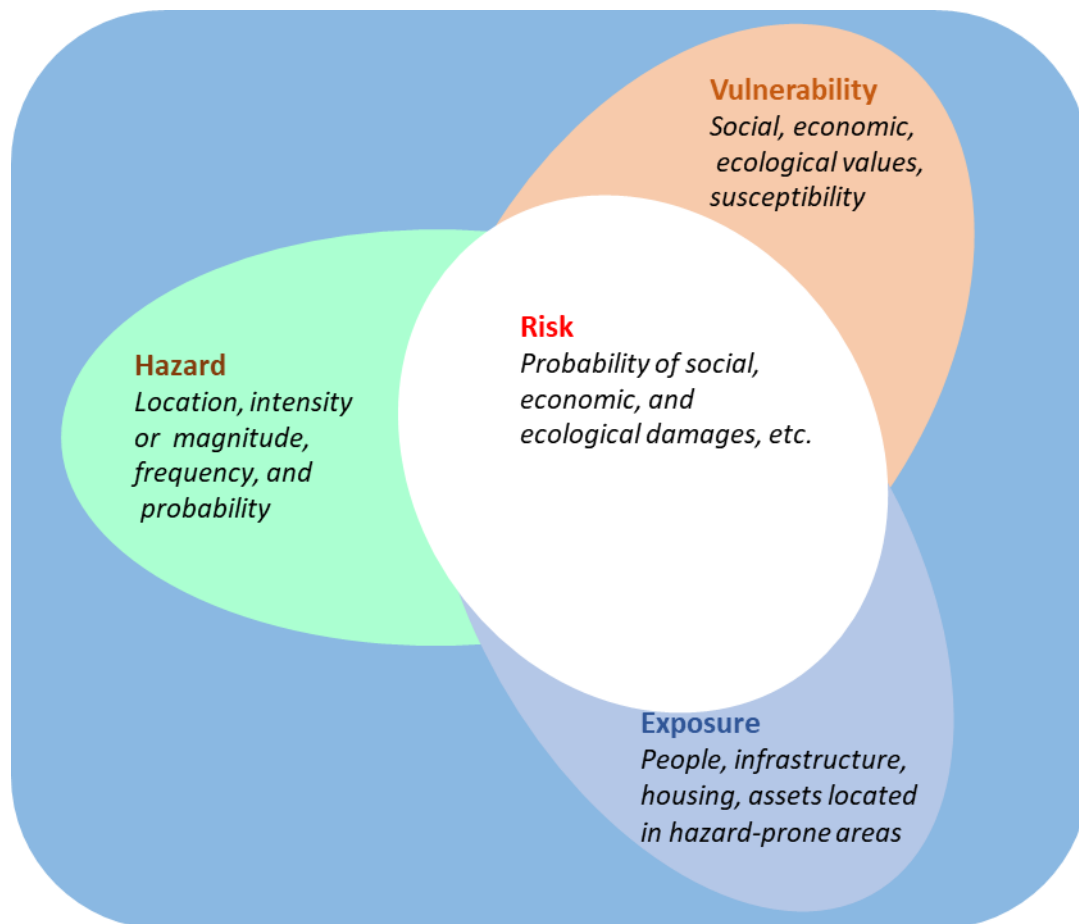 Vulnerability
Social, economic,
ecological values,
susceptibility
Risk
Probability of social,
economic, and
ecological damages, etc.
Hazard
Location, intensity
or magnitude,
frequency, and
probability
Exposure
People, infrastructure,
housing, assets located
in hazard-prone areas